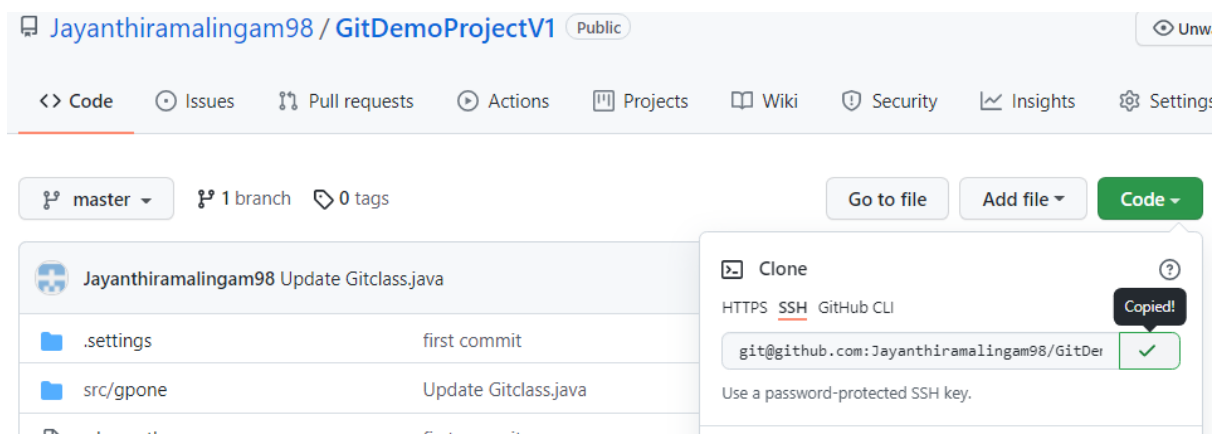 Jayanthiramalingam98 / GitDemoProjectV1 Public
Unwa
<> Code Issues Pull requests Actions Projects Wiki Security Insights Settings
master 1 branch 0 tags Go to file Add file Code
Jayanthiramalingam98 Update Gitclass.java
Clone
HTTPS SSH GitHub CLI
Copied!
git@github.com:Jayanthiramalingam98/GitDer
Use a password-protected SSH key.
.settings first commit
src/gpone Update Gitclass.java